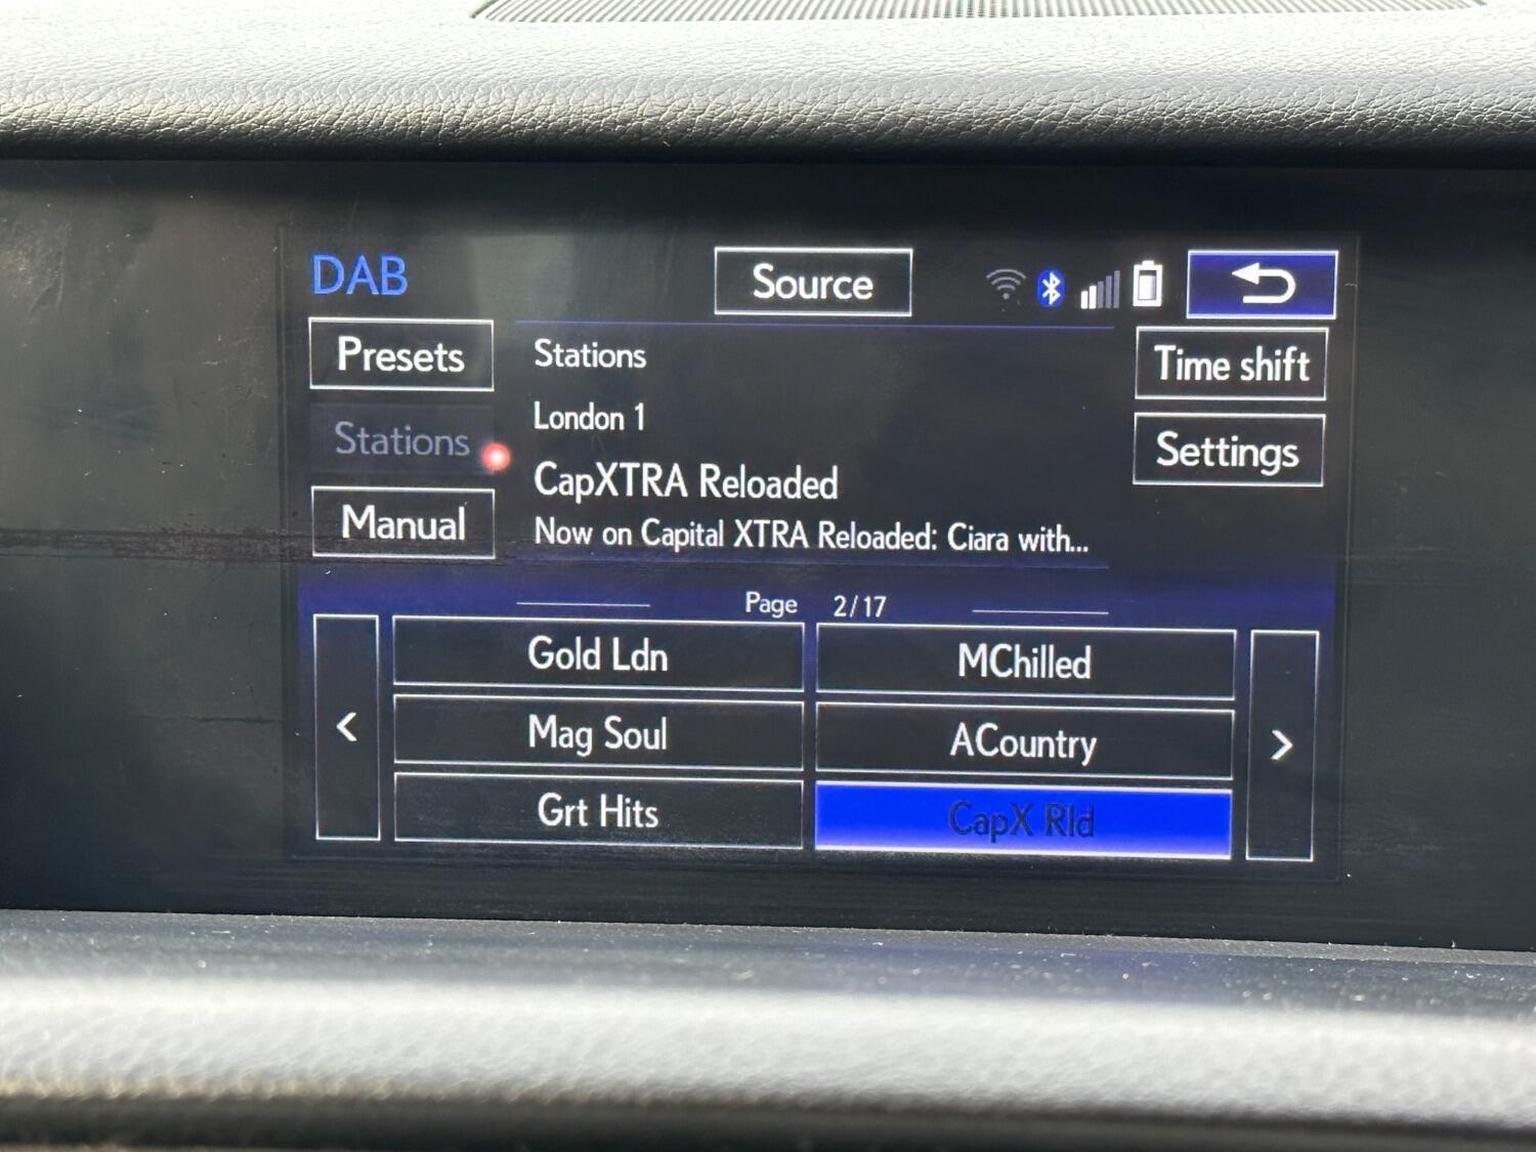 DAB
Source
Presets
Stations
Time shift
London 1
Stations
CapXTRA Reloaded
Settings
Manual
Now on Capital XTRA Reloaded: Ciara with...
Page 2/17
Gold Ldn
MChilled
<
Mag Soul
ACountry
>
Grt Hits
CapX Rld